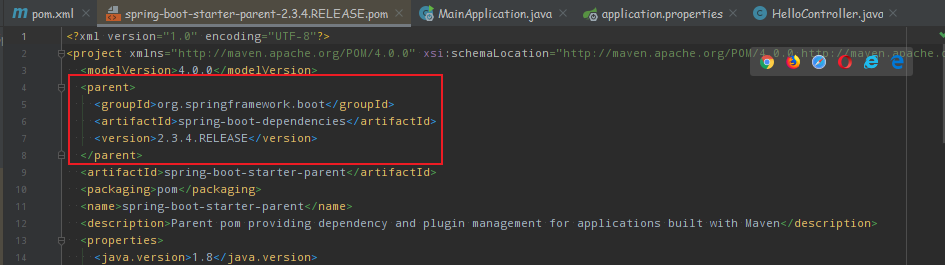 pom.xml spring-boot-starter-parent-2.3.4.RELEASE.pom MainApplication.java application.properties HelloController.java
1 <?xml version="1.0" encoding="UTF-8"?>
2 <project xmlns="http://maven.apache.org/POM/4.0.0" xsi:schemaLocation="http://maven.apache.org/POM/4.0.0 http://maven.apache.o
3 <modelVersion>4.0.0</modelVersion>
4 <parent>
5 <groupId>org.springframework.boot</groupId>
6 <artifactId>spring-boot-dependencies</artifactId>
7 <version>2.3.4.RELEASE</version>
8 </parent>
9 <artifactId>spring-boot-starter-parent</artifactId>
10 <packaging>pom</packaging>
11 <name>spring-boot-starter-parent</name>
12 <description>Parent pom providing dependency and plugin management for applications built with Maven</description>
13 <properties>
14 <java.version>1.8</java.version>